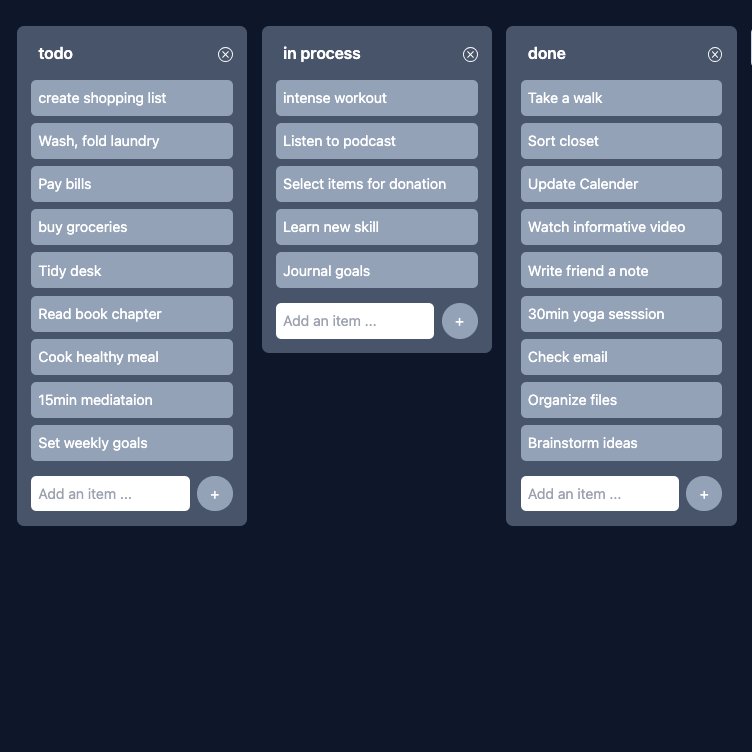 todo
create shopping list
Wash, fold laundry
Pay bills
buy groceries
Tidy desk
Read book chapter
Cook healthy meal
15min mediataion
Set weekly goals
Add an item ...
+
in process
intense workout
Listen to podcast
Select items for donation
Learn new skill
Journal goals
Add an item ...
+
done
Take a walk
Sort closet
Update Calender
Watch informative video
Write friend a note
30min yoga sesssion
Check email
Organize files
Brainstorm ideas
Add an item ...
+